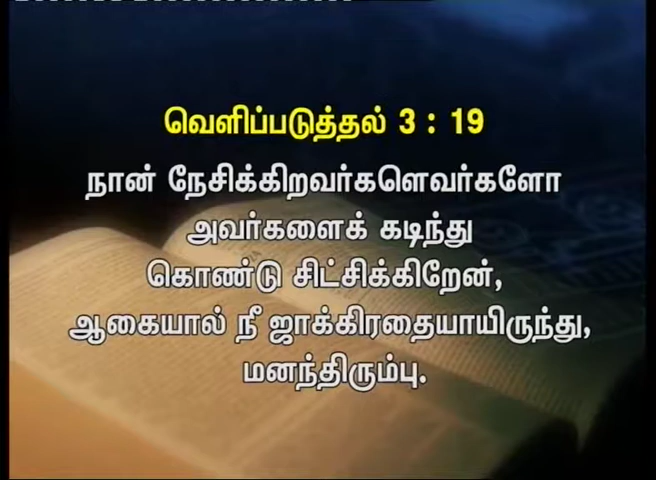 வெளிப்படுத்தல் 3 : 19
நான் நேசிக்கிறவர்களெவர்களோ
அவர்களைக் கடிந்து
கொண்டு சிட்சிக்கிறேன்,
ஆகையால் நீ ஜாக்கிரதையாயிருந்து,
மனந்திரும்பு.